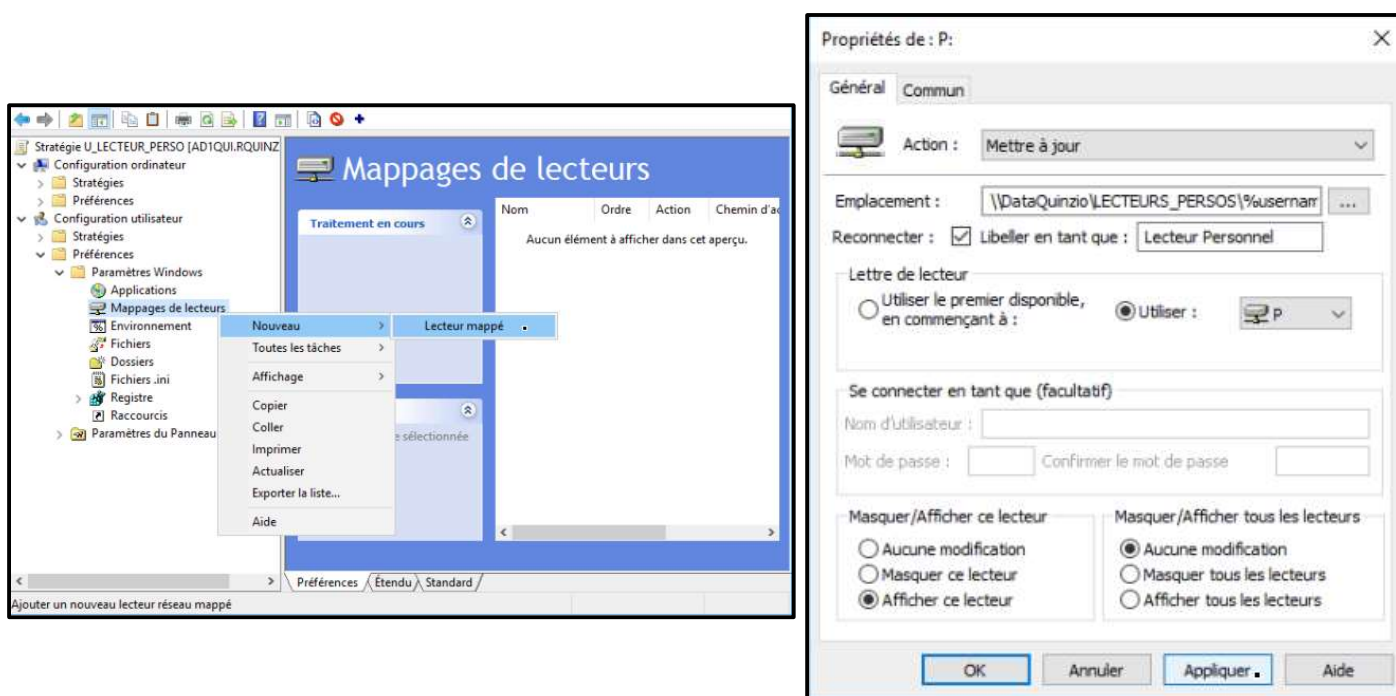 Stratégie U_LECTEUR_PERSO [AD1QUI.RQUINZ
Configuration ordinateur
Stratégies
Préférences
Configuration utilisateur
Stratégies
Préférences
Paramètres Windows
Applications
Mappages de lecteurs
Environnement
Fichiers
Dossiers
Fichiers .ini
Registre
Raccourcis
Paramètres du Panneau
Nouveau
Toutes les tâches
Affichage
Copier
Coller
Imprimer
Actualiser
Exporter la liste...
Aide
Lecteur mappé
Mappages de lecteurs
Traitement en cours
Nom Ordre Action Chemin d'ac
Aucun élément à afficher dans cet aperçu.
e sélectionnée
Préférences Étendu Standard
Ajouter un nouveau lecteur réseau mappé
Propriétés de : P:
Général Commun
Action : Mettre à jour
Emplacement : \\DataQuinzio\LECTEURS_PERSOS\%usernam ...
Reconnecter : Libeller en tant que : Lecteur Personnel
Lettre de lecteur
Utiliser le premier disponible, en commençant à :
Utiliser : P
Se connecter en tant que (facultatif)
Nom d'utilisateur :
Mot de passe : Confirmer le mot de passe
Masquer/Afficher ce lecteur
Aucune modification
Masquer ce lecteur
Afficher ce lecteur
Masquer/Afficher tous les lecteurs
Aucune modification
Masquer tous les lecteurs
Afficher tous les lecteurs
OK Annuler Appliquer Aide